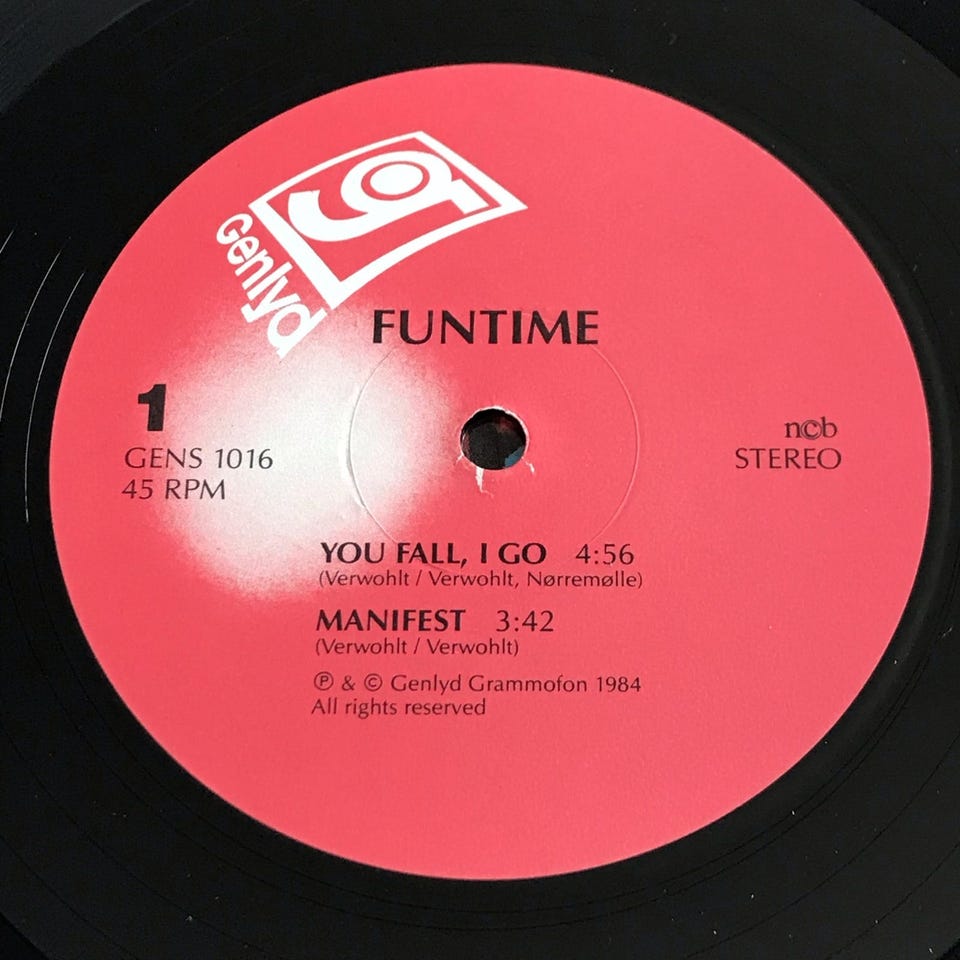 g
Genlyd
FUNTIME
1
GENS 1016
45 RPM
n©b
STEREO
YOU FALL, I GO 4:56
(Verwohlt / Verwohlt, Nørremølle)
MANIFEST 3:42
(Verwohlt / Verwohlt)
℗ & © Genlyd Grammofon 1984
All rights reserved